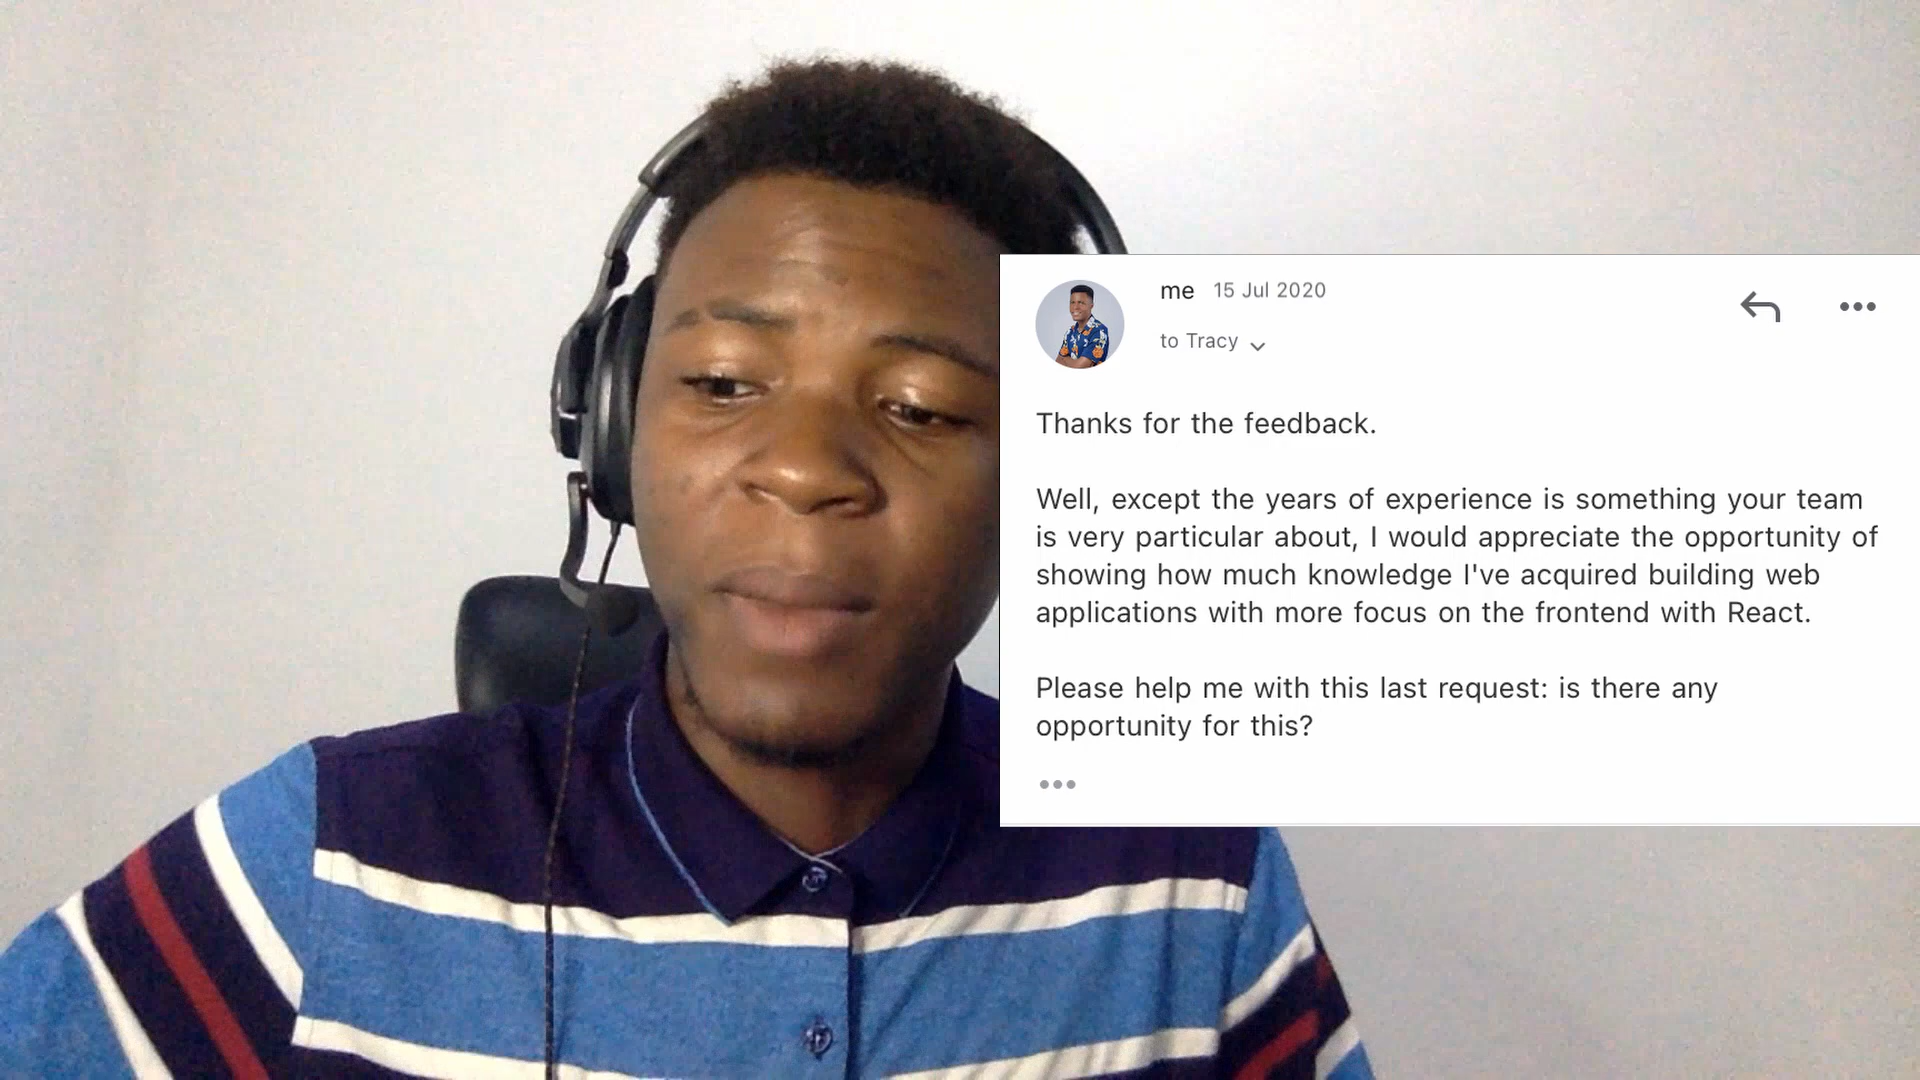 me 15 Jul 2020
to Tracy
Thanks for the feedback.
Well, except the years of experience is something your team
is very particular about, I would appreciate the opportunity of
showing how much knowledge I've acquired building web
applications with more focus on the frontend with React.
Please help me with this last request: is there any
opportunity for this?